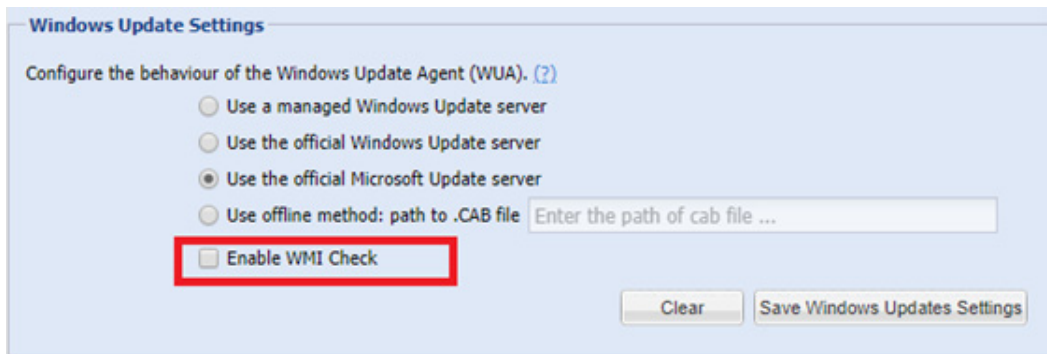 Windows Update Settings
Configure the behaviour of the Windows Update Agent (WUA). (?)
Use a managed Windows Update server
Use the official Windows Update server
Use the official Microsoft Update server
Use offline method: path to .CAB file Enter the path of cab file ...
Enable WMI Check
Clear Save Windows Updates Settings